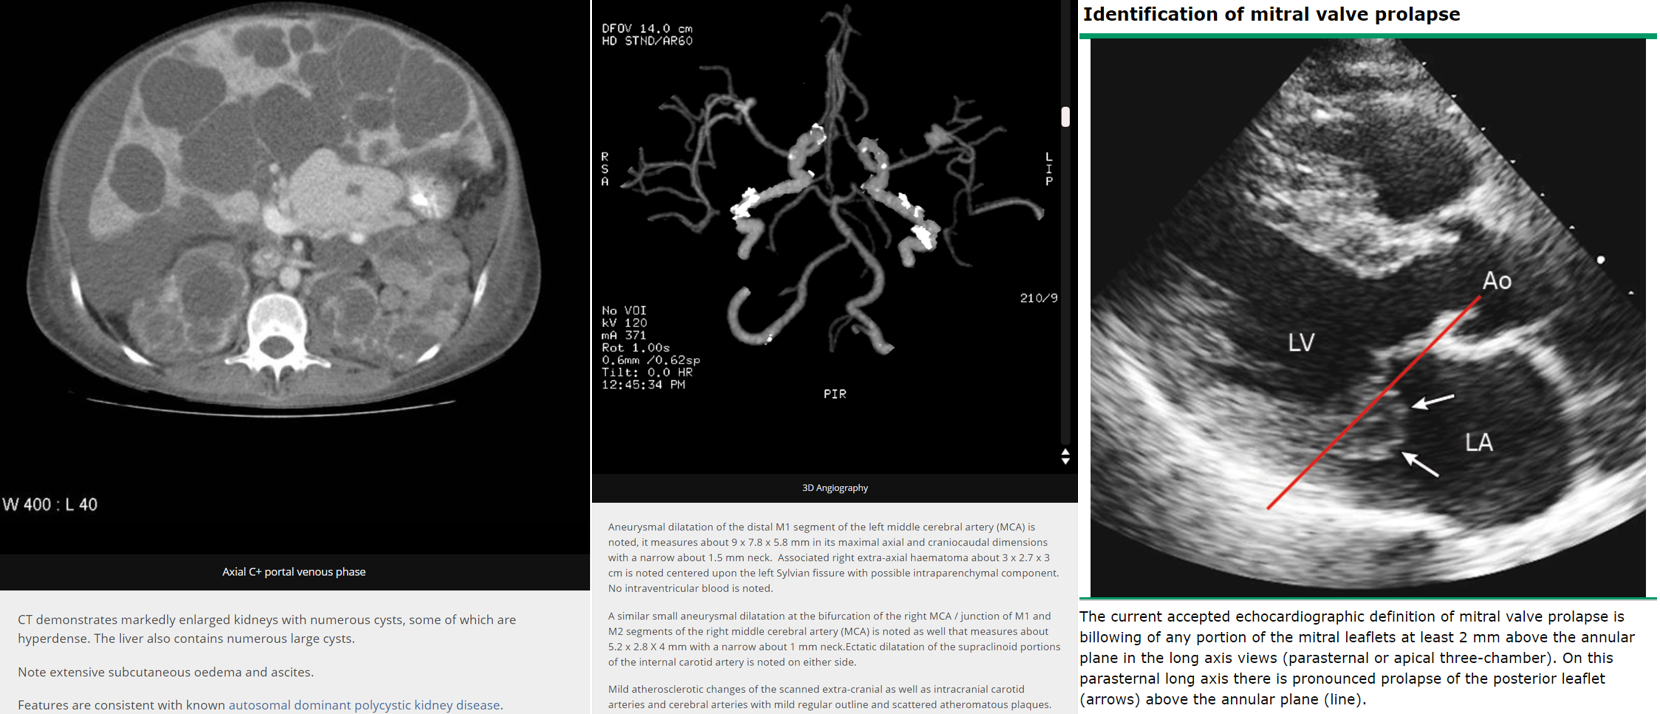 W 400 : L 40
Axial C+ portal venous phase
CT demonstrates markedly enlarged kidneys with numerous cysts, some of which are
hyperdense. The liver also contains numerous large cysts.
Note extensive subcutaneous oedema and ascites.
Features are consistent with known autosomal dominant polycystic kidney disease.
DFOV 14.0 cm
HD STND/AR60
R
S
A
L
I
P
210/9
No VOI
kV 120
mA 371
Rot 1.00s
0.6mm /0.62sp
Tilt: 0.0 HR
12:45:34 PM
PIR
3D Angiography
Aneurysmal dilatation of the distal M1 segment of the left middle cerebral artery (MCA) is
noted, it measures about 9 x 7.8 x 5.8 mm in its maximal axial and craniocaudal dimensions
with a narrow about 1.5 mm neck. Associated right extra-axial haematoma about 3 x 2.7 x 3
cm is noted centered upon the left Sylvian fissure with possible intraparenchymal component.
No intraventricular blood is noted.
A similar small aneurysmal dilatation at the bifurcation of the right MCA / junction of M1 and
M2 segments of the right middle cerebral artery (MCA) is noted as well that measures about
5.2 x 2.8 X 4 mm with a narrow about 1 mm neck.Ectatic dilatation of the supraclinoid portions
of the internal carotid artery is noted on either side.
Mild atherosclerotic changes of the scanned extra-cranial as well as intracranial carotid
arteries and cerebral arteries with mild regular outline and scattered atheromatous plaques.
Identification of mitral valve prolapse
Ao
LV
LA
The current accepted echocardiographic definition of mitral valve prolapse is
billowing of any portion of the mitral leaflets at least 2 mm above the annular
plane in the long axis views (parasternal or apical three-chamber). On this
parasternal long axis there is pronounced prolapse of the posterior leaflet
(arrows) above the annular plane (line).